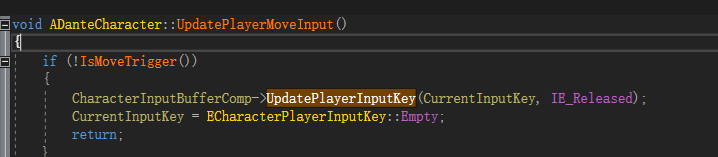 void ADanteCharacter::UpdatePlayerMoveInput()
{
if (!IsMoveTrigger())
{
CharacterInputBufferComp->UpdatePlayerInputKey(CurrentInputKey, IE_Released);
CurrentInputKey = ECharacterPlayerInputKey::Empty;
return;
}